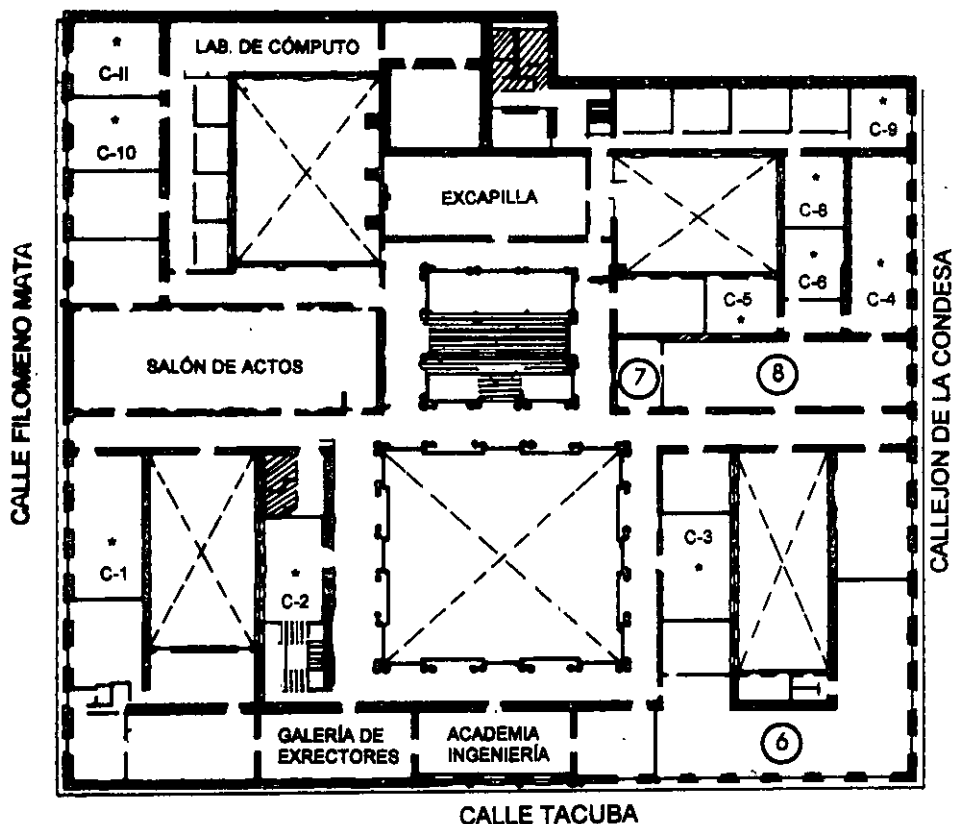 LAB. DE CÓMPUTO
*
C-II
*
C-10
*
C-9
EXCAPILLA
*
C-8
*
C-6
*
C-4
C-5
*
SALÓN DE ACTOS
7
8
CALLE FILOMENO MATA
CALLEJON DE LA CONDESA
*
C-1
*
C-2
C-3
*
GALERÍA DE
EXRECTORES
ACADEMIA
INGENIERÍA
6
CALLE TACUBA